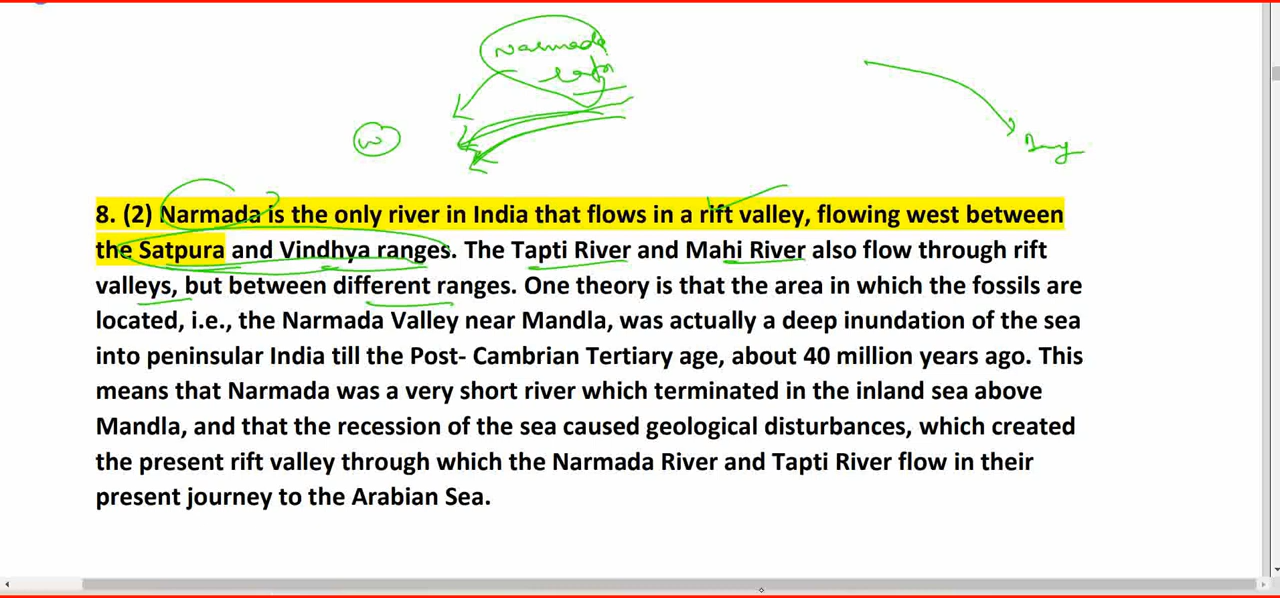 Narmada
8. (2) Narmada is the only river in India that flows in a rift valley, flowing west between
the Satpura and Vindhya ranges. The Tapti River and Mahi River also flow through rift
valleys, but between different ranges. One theory is that the area in which the fossils are
located, i.e., the Narmada Valley near Mandla, was actually a deep inundation of the sea
into peninsular India till the Post- Cambrian Tertiary age, about 40 million years ago. This
means that Narmada was a very short river which terminated in the inland sea above
Mandla, and that the recession of the sea caused geological disturbances, which created
the present rift valley through which the Narmada River and Tapti River flow in their
present journey to the Arabian Sea.